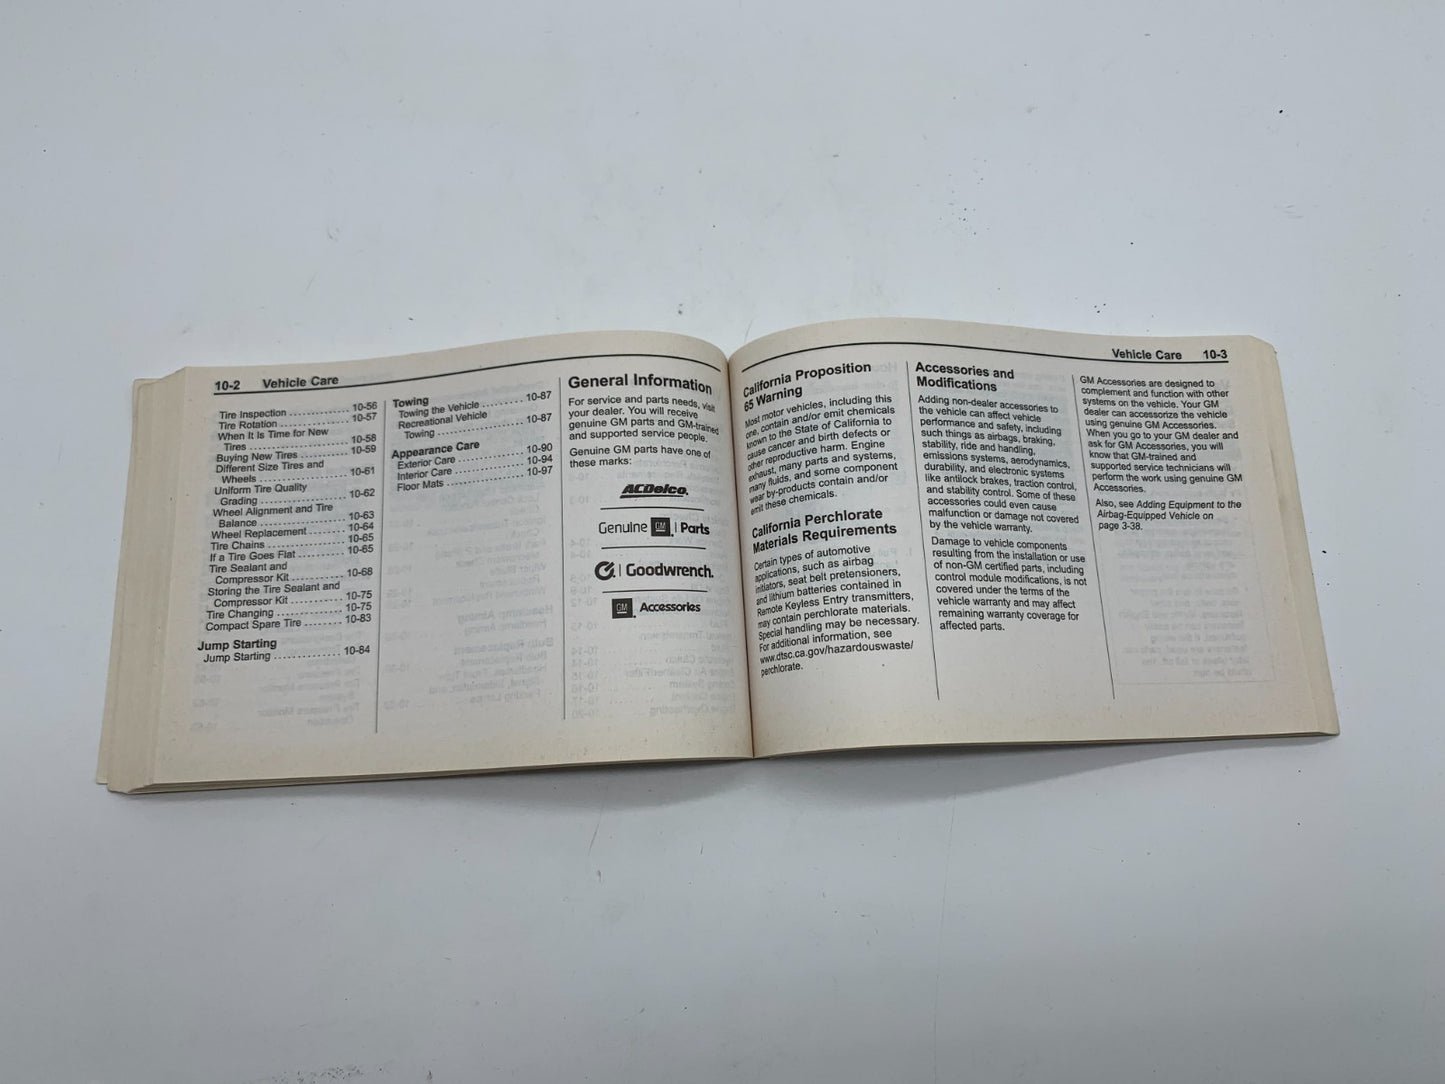 10-2 Vehicle Care
Tire Inspection .............. 10-56
Tire Rotation ................ 10-57
When It Is Time for New
Tires ...................... 10-58
Buying New Tires .......... 10-59
Different Size Tires and
Wheels ..................... 10-61
Uniform Tire Quality
Grading .................... 10-62
Wheel Alignment and Tire
Balance .................... 10-63
Wheel Replacement ........ 10-64
Tire Chains ................. 10-65
If a Tire Goes Flat .......... 10-65
Tire Sealant and
Compressor Kit ............ 10-68
Storing the Tire Sealant and
Compressor Kit ............ 10-75
Tire Changing .............. 10-75
Compact Spare Tire ........ 10-83
Jump Starting
Jump Starting .............. 10-84
Towing
Towing the Vehicle .......... 10-87
Recreational Vehicle
Towing ..................... 10-87
Appearance Care
Exterior Care ............... 10-90
Interior Care ................ 10-94
Floor Mats .................. 10-97
General Information
For service and parts needs, visit
your dealer. You will receive
genuine GM parts and GM-trained
and supported service people.
Genuine GM parts have one of
these marks:
ACDelco.
Genuine GM | Parts
G | Goodwrench.
GM Accessories
Vehicle Care 10-3
California Proposition
65 Warning
Most motor vehicles, including this
one, contain and/or emit chemicals
known to the State of California to
cause cancer and birth defects or
other reproductive harm. Engine
exhaust, many parts and systems,
many fluids, and some component
wear by-products contain and/or
emit these chemicals.
California Perchlorate
Materials Requirements
Certain types of automotive
applications, such as airbag
initiators, seat belt pretensioners,
and lithium batteries contained in
Remote Keyless Entry transmitters,
may contain perchlorate materials.
Special handling may be necessary.
For additional information, see
www.dtsc.ca.gov/hazardouswaste/
perchlorate.
Accessories and
Modifications
Adding non-dealer accessories to
the vehicle can affect vehicle
performance and safety, including
such things as airbags, braking,
stability, ride and handling,
emissions systems, aerodynamics,
durability, and electronic systems
like antilock brakes, traction control,
and stability control. Some of these
accessories could even cause
malfunction or damage not covered
by the vehicle warranty.
Damage to vehicle components
resulting from the installation or use
of non-GM certified parts, including
control module modifications, is not
covered under the terms of the
vehicle warranty and may affect
remaining warranty coverage for
affected parts.
GM Accessories are designed to
complement and function with other
systems on the vehicle. Your GM
dealer can accessorize the vehicle
using genuine GM Accessories.
When you go to your GM dealer and
ask for GM Accessories, you will
know that GM-trained and
supported service technicians will
perform the work using genuine GM
Accessories.
Also, see Adding Equipment to the
Airbag-Equipped Vehicle on
page 3-38.